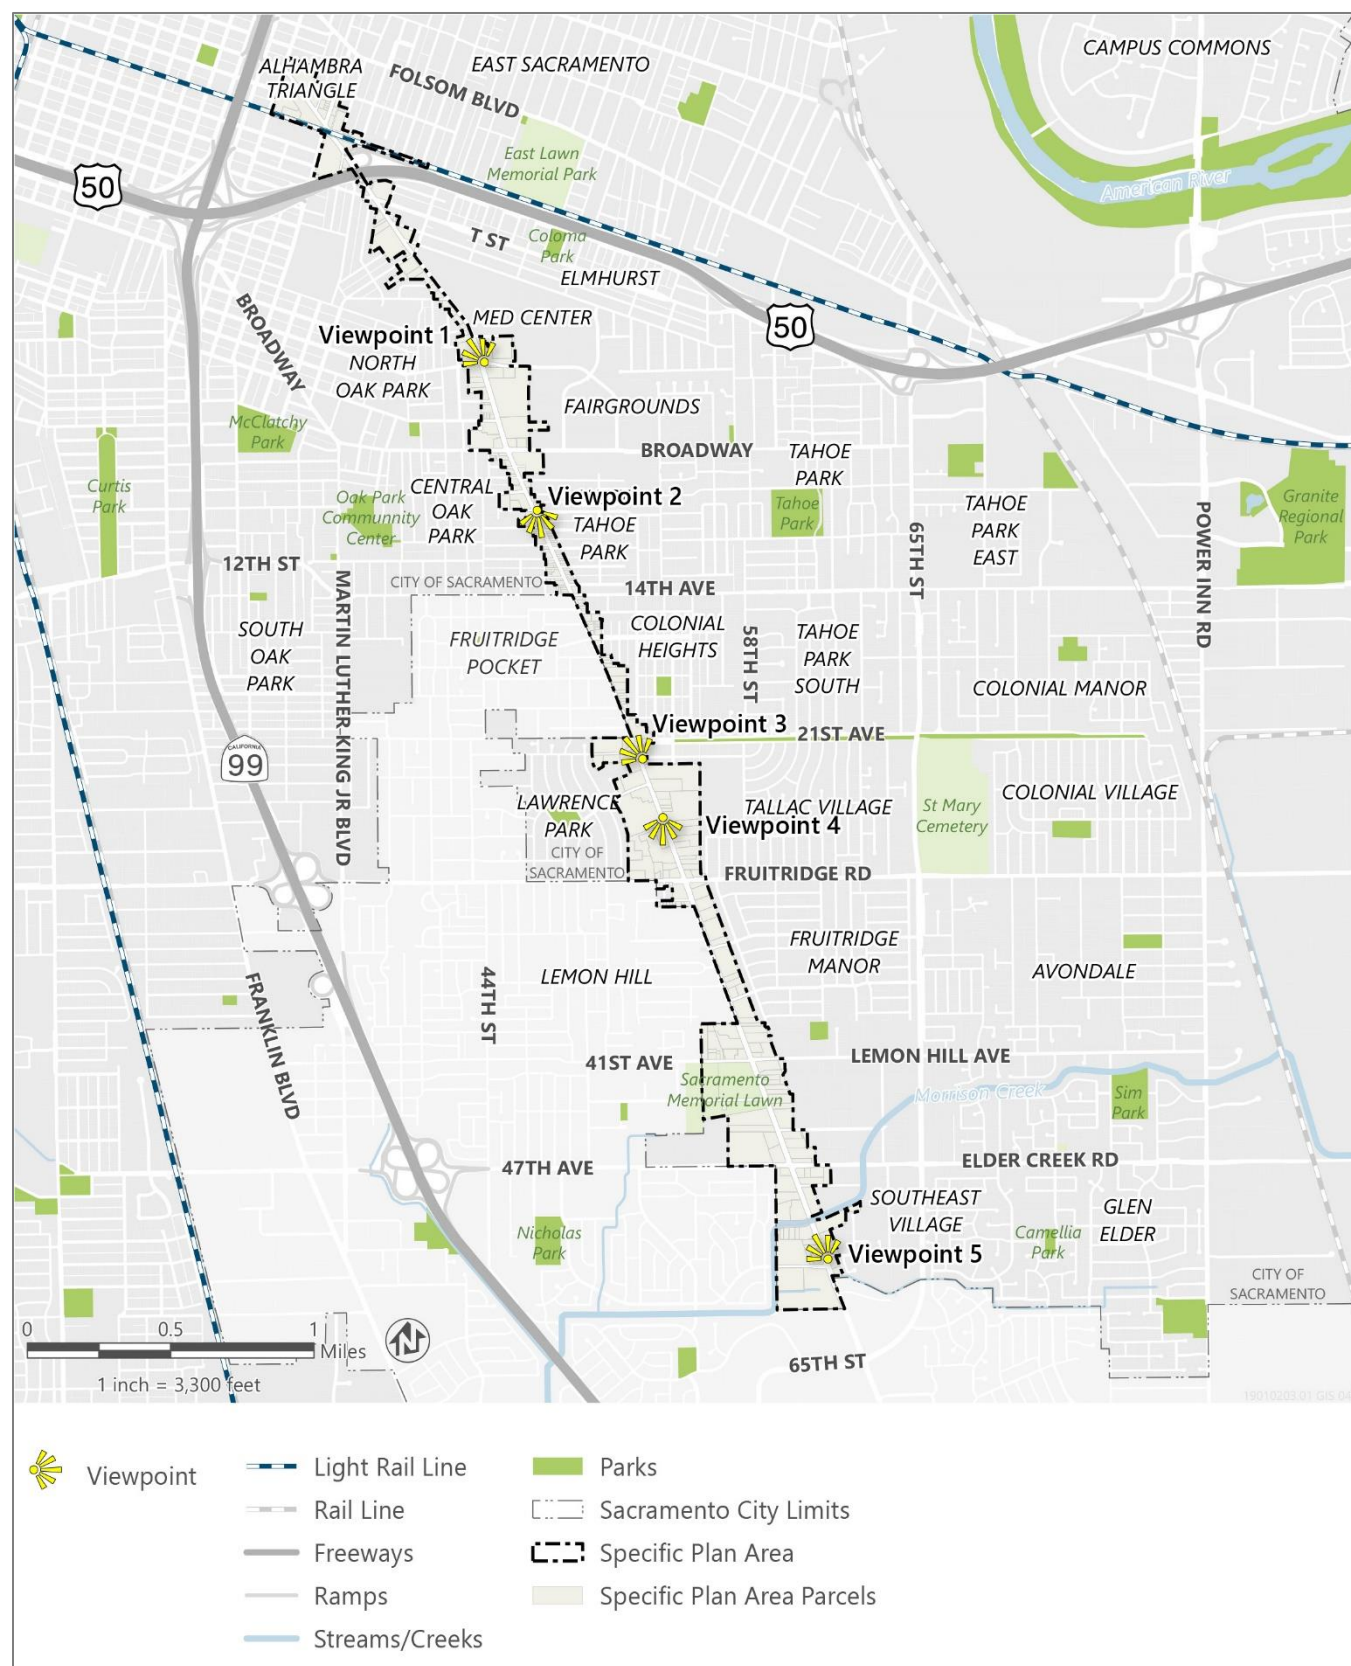 ALHAMBRA
TRIANGLE
EAST SACRAMENTO
FOLSOM BLVD
CAMPUS COMMONS
East Lawn
Memorial Park
50
American River
T ST
Coloma
Park
ELMHURST
MED CENTER
BROADWAY
Viewpoint 1
NORTH
OAK PARK
50
FAIRGROUNDS
McClatchy
Park
BROADWAY
TAHOE
PARK
Curtis
Park
Oak Park
Communnity
Center
CENTRAL
OAK
PARK
Viewpoint 2
TAHOE
PARK
Tahoe
Park
TAHOE
PARK
EAST
65TH ST
POWER INN RD
Granite
Regional
Park
12TH ST
CITY OF SACRAMENTO
14TH AVE
MARTIN LUTHER KING JR BLVD
SOUTH
OAK
PARK
FRUITRIDGE
POCKET
COLONIAL
HEIGHTS
58TH ST
TAHOE
PARK
SOUTH
COLONIAL MANOR
Viewpoint 3
21ST AVE
CALIFORNIA
99
LAWRENCE
PARK
TALLAC VILLAGE
Viewpoint 4
St Mary
Cemetery
COLONIAL VILLAGE
CITY OF
SACRAMENTO
FRUITRIDGE RD
FRUITRIDGE
MANOR
LEMON HILL
AVONDALE
44TH ST
FRANKLIN BLVD
41ST AVE
LEMON HILL AVE
Sacramento
Memorial Lawn
Morrison Creek
Sim
Park
47TH AVE
ELDER CREEK RD
SOUTHEAST
VILLAGE
GLEN
ELDER
Nicholas
Park
Camellia
Park
Viewpoint 5
CITY OF
SACRAMENTO
0 0.5 1
Miles
N
1 inch = 3,300 feet
65TH ST
19010203.01 GIS 04
Viewpoint
Light Rail Line
Rail Line
Freeways
Ramps
Streams/Creeks
Parks
Sacramento City Limits
Specific Plan Area
Specific Plan Area Parcels